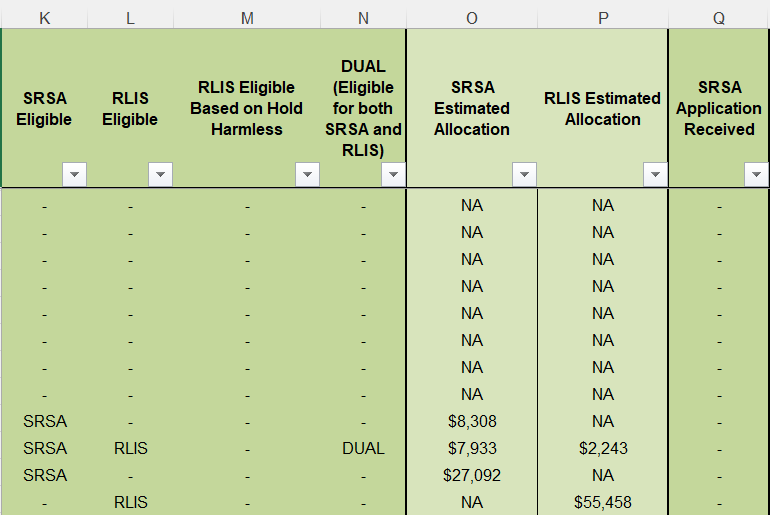 K L M N O P Q
SRSA Eligible RLIS Eligible RLIS Eligible Based on Hold Harmless DUAL (Eligible for both SRSA and RLIS) SRSA Estimated Allocation RLIS Estimated Allocation SRSA Application Received
- - - - NA NA -
- - - - NA NA -
- - - - NA NA -
- - - - NA NA -
- - - - NA NA -
- - - - NA NA -
- - - - NA NA -
- - - - NA NA -
SRSA - - - $8,308 NA -
SRSA RLIS - DUAL $7,933 $2,243 -
SRSA - - - $27,092 NA -
- RLIS - - NA $55,458 -